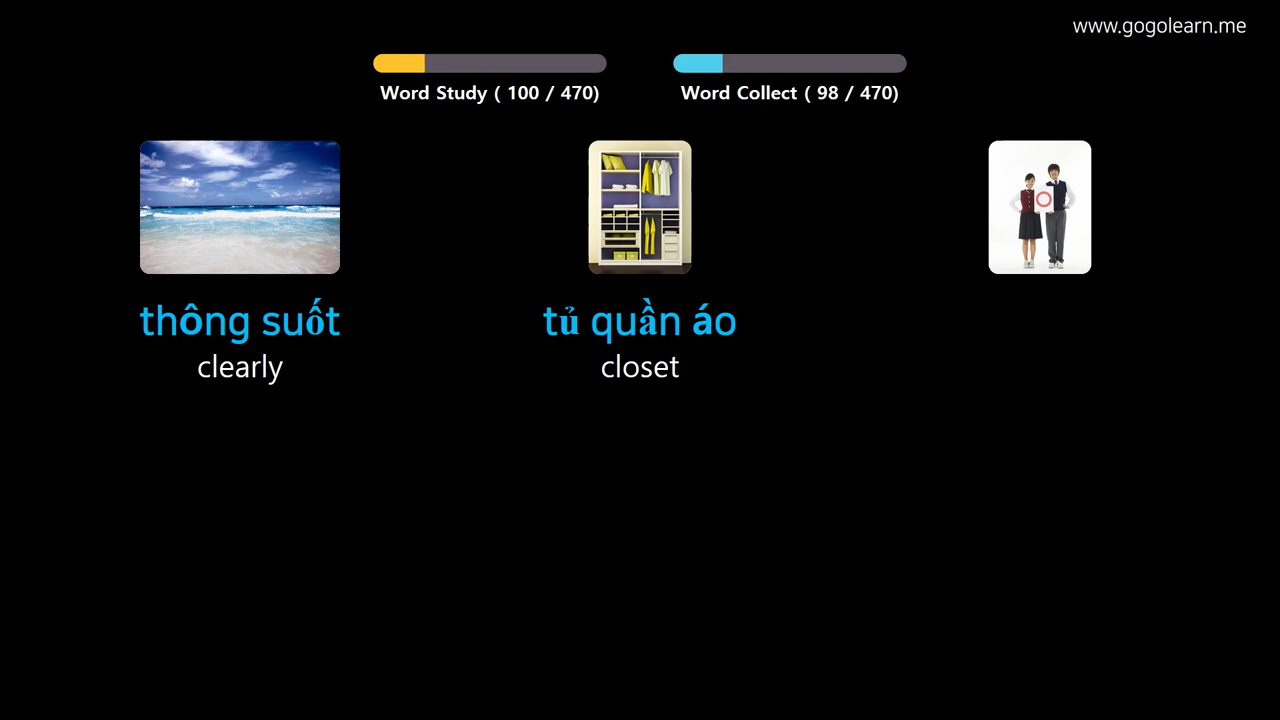 www.gogolearn.me
Word Study ( 100 / 470)
Word Collect ( 98 / 470)
thông suốt
clearly
tủ quần áo
closet